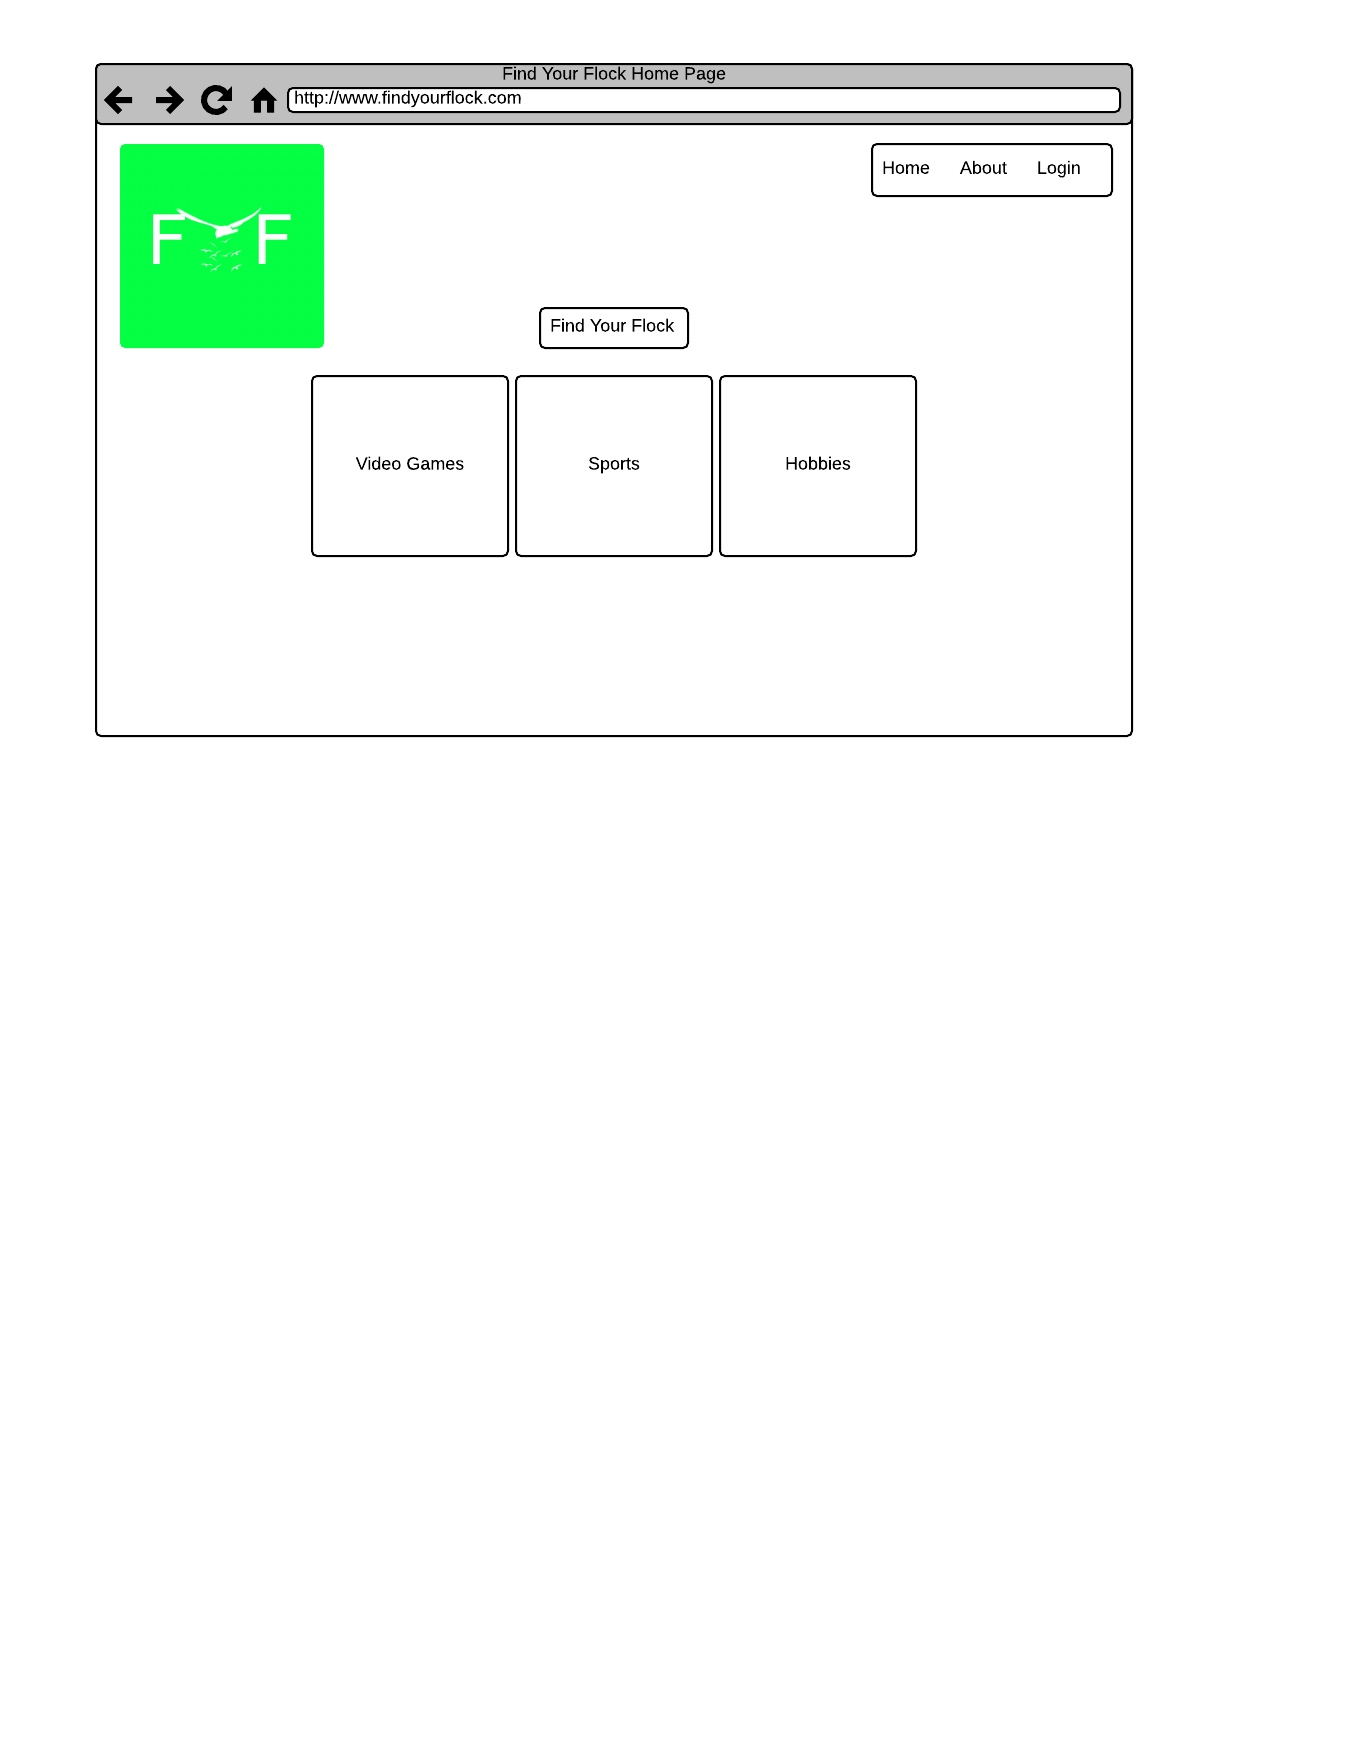 Find Your Flock Home Page
http://www.findyourflock.com
Home About Login
F F
Find Your Flock
Video Games Sports Hobbies